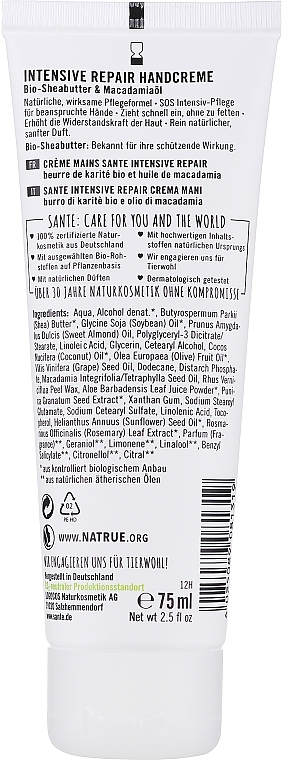 INTENSIVE REPAIR HANDCREME
Bio-Sheabutter & Macadamiaöl
Natürliche, wirksame Pflegeformel • SOS Intensiv-Pflege
für beanspruchte Hände • Zieht schnell ein, ohne zu fetten •
Erhöht die Widerstandskraft der Haut • Rein natürlicher,
sanfter Duft.
Bio-Sheabutter: Bekannt für ihre schützende Wirkung.
FR CRÈME MAINS SANTE INTENSIVE REPAIR
beurre de karité bio et huile de macadamia
IT SANTE INTENSIVE REPAIR CREMA MANI
burro di karité bio e olio di macadamia
SANTE: CARE FOR YOU AND THE WORLD
♥ 100% zertifizierte Natur-
kosmetik aus Deutschland
♥ Mit ausgewählten Bio-Roh-
stoffen auf Pflanzenbasis
♥ Mit natürlichen Düften
♥ Mit hochwertigen Inhalts-
stoffen natürlichen Ursprungs
♥ Wir engagieren uns für
Tierwohl
♥ Dermatologisch getestet
ÜBER 30 JAHRE NATURKOSMETIK OHNE KOMPROMISSE
Ingredients: Aqua, Alcohol denat.*, Butyrospermum Parkii
(Shea) Butter*, Glycine Soja (Soybean) Oil*, Prunus Amygda-
lus Dulcis (Sweet Almond) Oil, Polyglyceryl-3 Dicitrate/
Stearate, Linoleic Acid, Glycerin, Cetearyl Alcohol, Cocos
Nucifera (Coconut) Oil*, Olea Europaea (Olive) Fruit Oil*,
Vitis Vinifera (Grape) Seed Oil, Dodecane, Distarch Phospha-
te, Macadamia Integrifolia/Tetraphylla Seed Oil, Rhus Verni-
ciflua Peel Wax, Aloe Barbadensis Leaf Juice Powder*, Pu-
nica Granatum Extract*, Xanthan Gum, Sodium Stearoyl
Glutamate, Sodium Cetearyl Sulfate, Linolenic Acid, Toco-
pherol, Helianthus Annuus (Sunflower) Seed Oil*, Rosma-
rinus Officinalis (Rosemary) Leaf Extract*, Parfum (Fra-
grance)**, Geraniol**, Limonene**, Linalool**, Benzyl
Salicylate**, Citronellol**, Citral**
* aus kontrolliert biologischem Anbau
** aus natürlichen ätherischen Ölen
02
PE-HD
WWW.NATRUE.ORG
WIR ENGAGIEREN UNS FÜR TIERWOHL!
Hergestellt in Deutschland
Produktionsstandort
LOGOCOS Naturkosmetik AG
31020 Salzhemmendorf
www.sante.de
12H
℮ 75 ml
Net wt. 2.5 fl oz